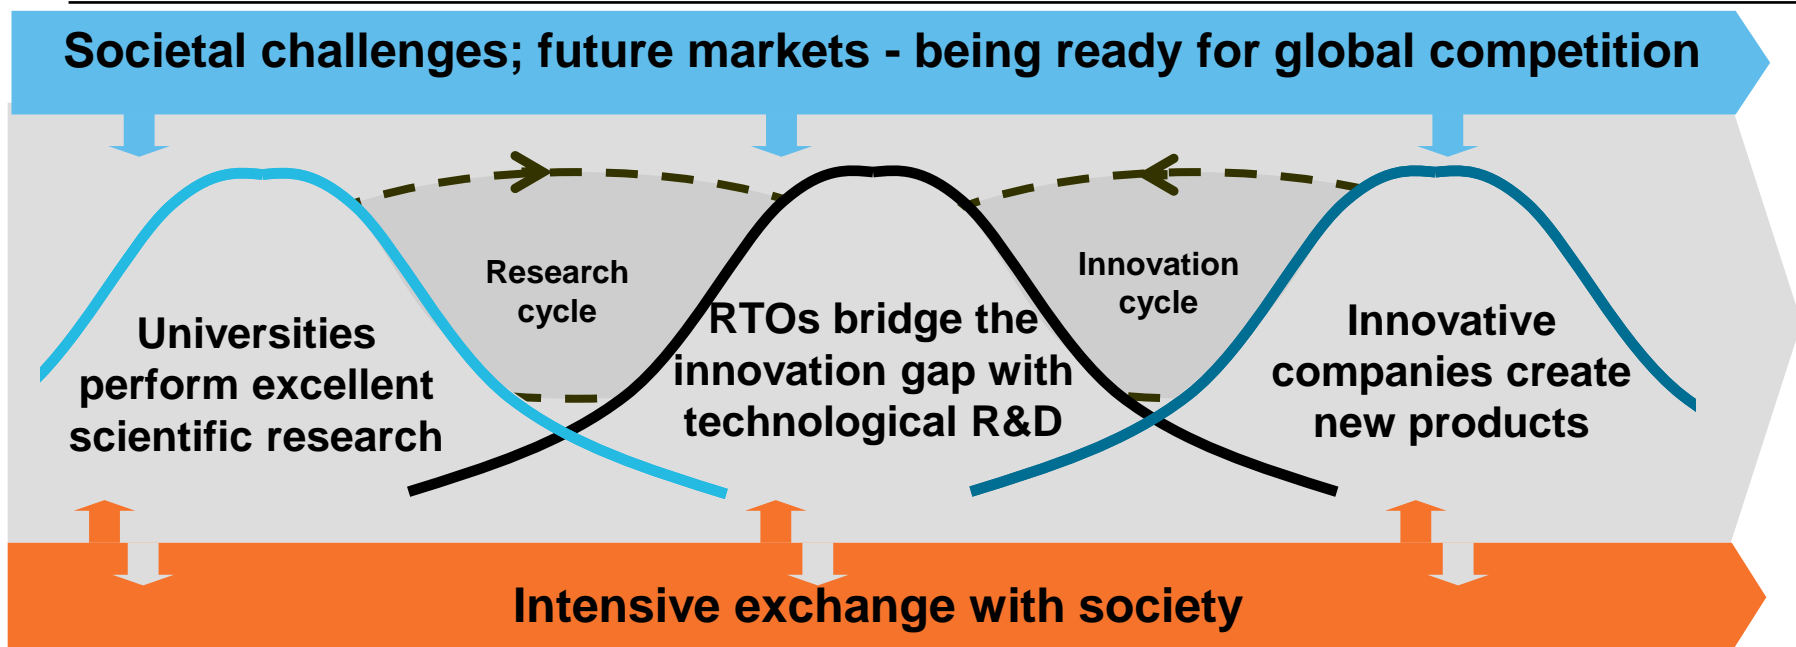 Societal challenges; future markets - being ready for global competition
Research
cycle
Innovation
cycle
Universities
perform excellent
scientific research
RTOs bridge the
innovation gap with
technological R&D
Innovative
companies create
new products
Intensive exchange with society